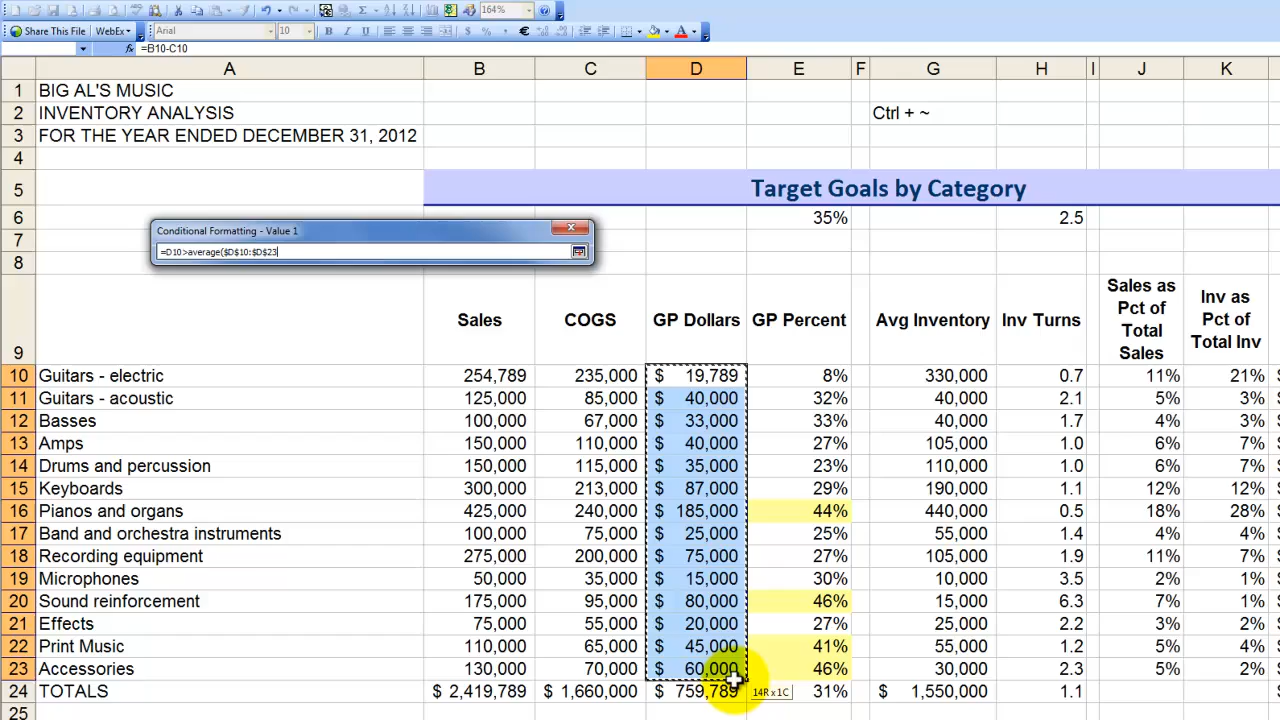 164%
Share This File WebEx Arial 10 B I U $ % , €
fx =B10-C10
A B C D E F G H I J K
1 BIG AL'S MUSIC
2 INVENTORY ANALYSIS Ctrl + ~
3 FOR THE YEAR ENDED DECEMBER 31, 2012
4
5 Target Goals by Category
6 35% 2.5
7
8
Conditional Formatting - Value 1
=D10>average($D$10:$D$23
9 Sales COGS GP Dollars GP Percent Avg Inventory Inv Turns Sales as Pct of Total Sales Inv as Pct of Total Inv
10 Guitars - electric 254,789 235,000 $ 19,789 8% 330,000 0.7 11% 21%
11 Guitars - acoustic 125,000 85,000 $ 40,000 32% 40,000 2.1 5% 3%
12 Basses 100,000 67,000 $ 33,000 33% 40,000 1.7 4% 3%
13 Amps 150,000 110,000 $ 40,000 27% 105,000 1.0 6% 7%
14 Drums and percussion 150,000 115,000 $ 35,000 23% 110,000 1.0 6% 7%
15 Keyboards 300,000 213,000 $ 87,000 29% 190,000 1.1 12% 12%
16 Pianos and organs 425,000 240,000 $ 185,000 44% 440,000 0.5 18% 28%
17 Band and orchestra instruments 100,000 75,000 $ 25,000 25% 55,000 1.4 4% 4%
18 Recording equipment 275,000 200,000 $ 75,000 27% 105,000 1.9 11% 7%
19 Microphones 50,000 35,000 $ 15,000 30% 10,000 3.5 2% 1%
20 Sound reinforcement 175,000 95,000 $ 80,000 46% 15,000 6.3 7% 1%
21 Effects 75,000 55,000 $ 20,000 27% 25,000 2.2 3% 2%
22 Print Music 110,000 65,000 $ 45,000 41% 55,000 1.2 5% 4%
23 Accessories 130,000 70,000 $ 60,000 46% 30,000 2.3 5% 2%
24 TOTALS $ 2,419,789 $ 1,660,000 $ 759,789 14R x 1C 31% $ 1,550,000 1.1
25